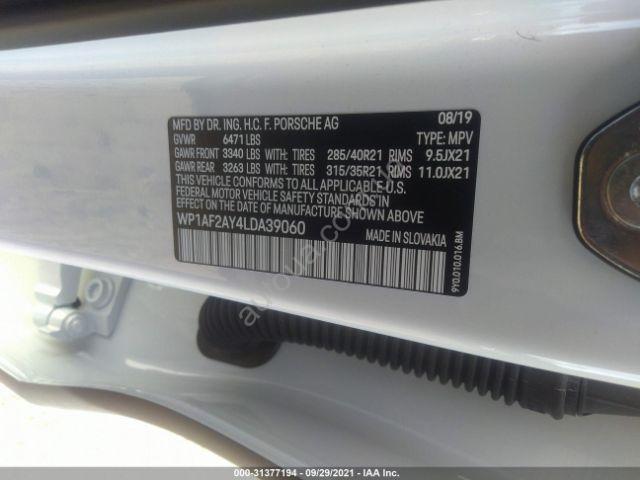 MFD BY DR. ING. H.C. F. PORSCHE AG 08/19
GVWR 6471 LBS TYPE: MPV
GAWR FRONT 3340 LBS WITH: TIRES 285/40R21 RIMS 9.5JX21
GAWR REAR 3263 LBS WITH: TIRES 315/35R21 RIMS 11.0JX21
THIS VEHICLE CONFORMS TO ALL APPLICABLE U.S.
FEDERAL MOTOR VEHICLE SAFETY STANDARDS IN
EFFECT ON THE DATE OF MANUFACTURE SHOWN ABOVE
WP1AF2AY4LDA39060 MADE IN SLOVAKIA
9Y0.010.016.BM
000-31377194 - 09/29/2021 - IAA Inc.